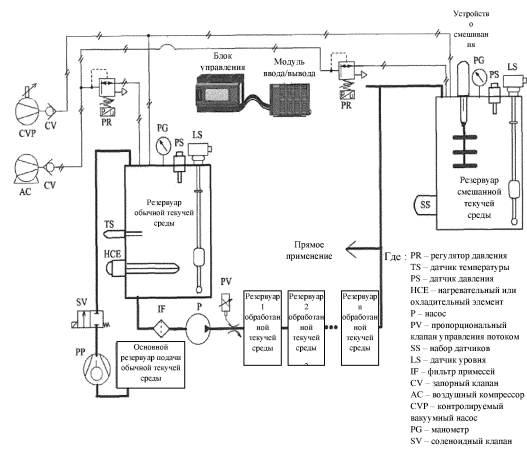 Устройств
о
смешиван
ия
Блок
управления
Модуль
ввода/вывода
PG
LS
PS
CVP
CV
PR
PR
PG
PS
LS
AC
CV
Резервуар
обычной текучей
среды
TS
HCE
Резервуар
смешанной
текучей
среды
SS
Прямое
применение
SV
PV
IF
P
PP
Основной
резервуар подачи
обычной текучей
среды
Резервуар
1
обработан
ной
текучей
среды
Резервуар
2
обработан
ной
текучей
среды
Резервуар
n
обработан
ной
текучей
среды
Где :
PR – регулятор давления
TS – датчик температуры
PS – датчик давления
HCE – нагревательный или
охладительный элемент
P – насос
PV – пропорциональный
клапан управления потоком
SS – набор датчиков
LS – датчик уровня
IF – фильтр примесей
CV – запорный клапан
AC – воздушный компрессор
CVP – контролируемый
вакуумный насос
PG – манометр
SV – соленоидный клапан